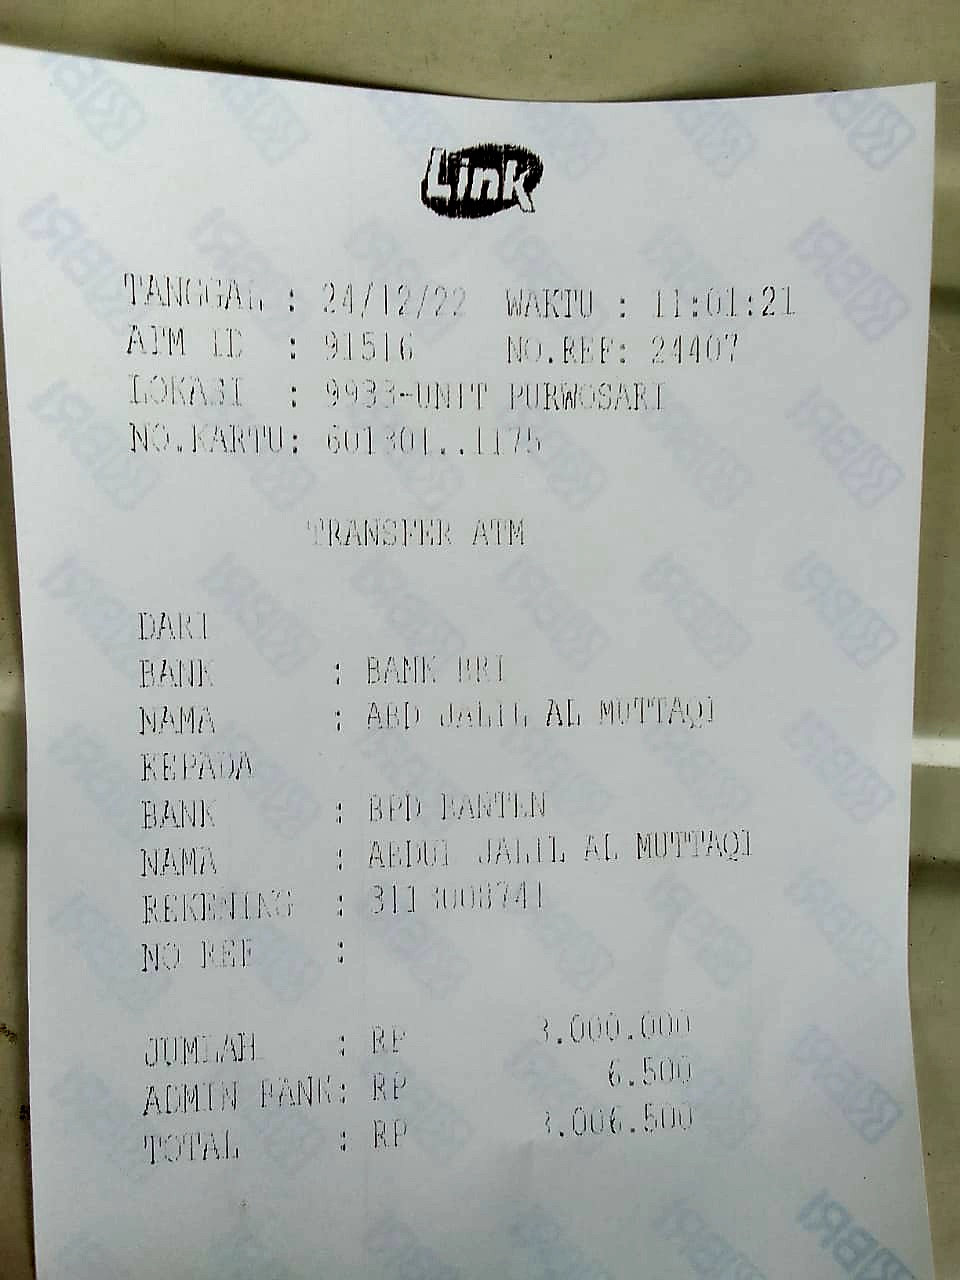 Link
TANGGAL : 24/12/22 WAKTU : 11:01:21
ATM ID : 91516 NO.REF: 24407
LOKASI : 9933-UNIT PURWOSARI
NO.KARTU: 601301..1175
TRANSFER ATM
DARI
BANK : BANK BRI
NAMA : ABD JALIL AL MUTTAQI
KEPADA
BANK : BPD BANTEN
NAMA : ABDUL JALIL AL MUTTAQI
REKENING : 3113008741
NO REF :
JUMLAH : RP 3.000.000
ADMIN BANK: RP 6.500
TOTAL : RP 3.006.500